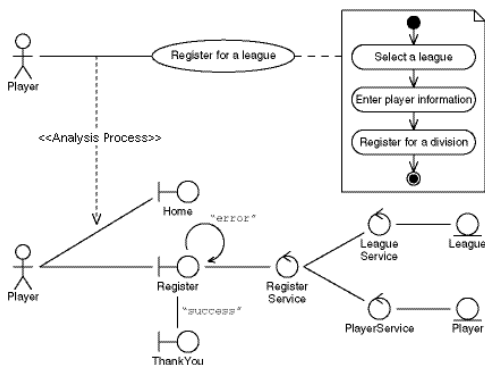 Register for a league
Select a league
Player
Enter player information
<<Analysis Process>>
Register for a division
Home
"error"
League
Service
League
Player
Register
Register
Service
"success"
PlayerService
Player
ThankYou